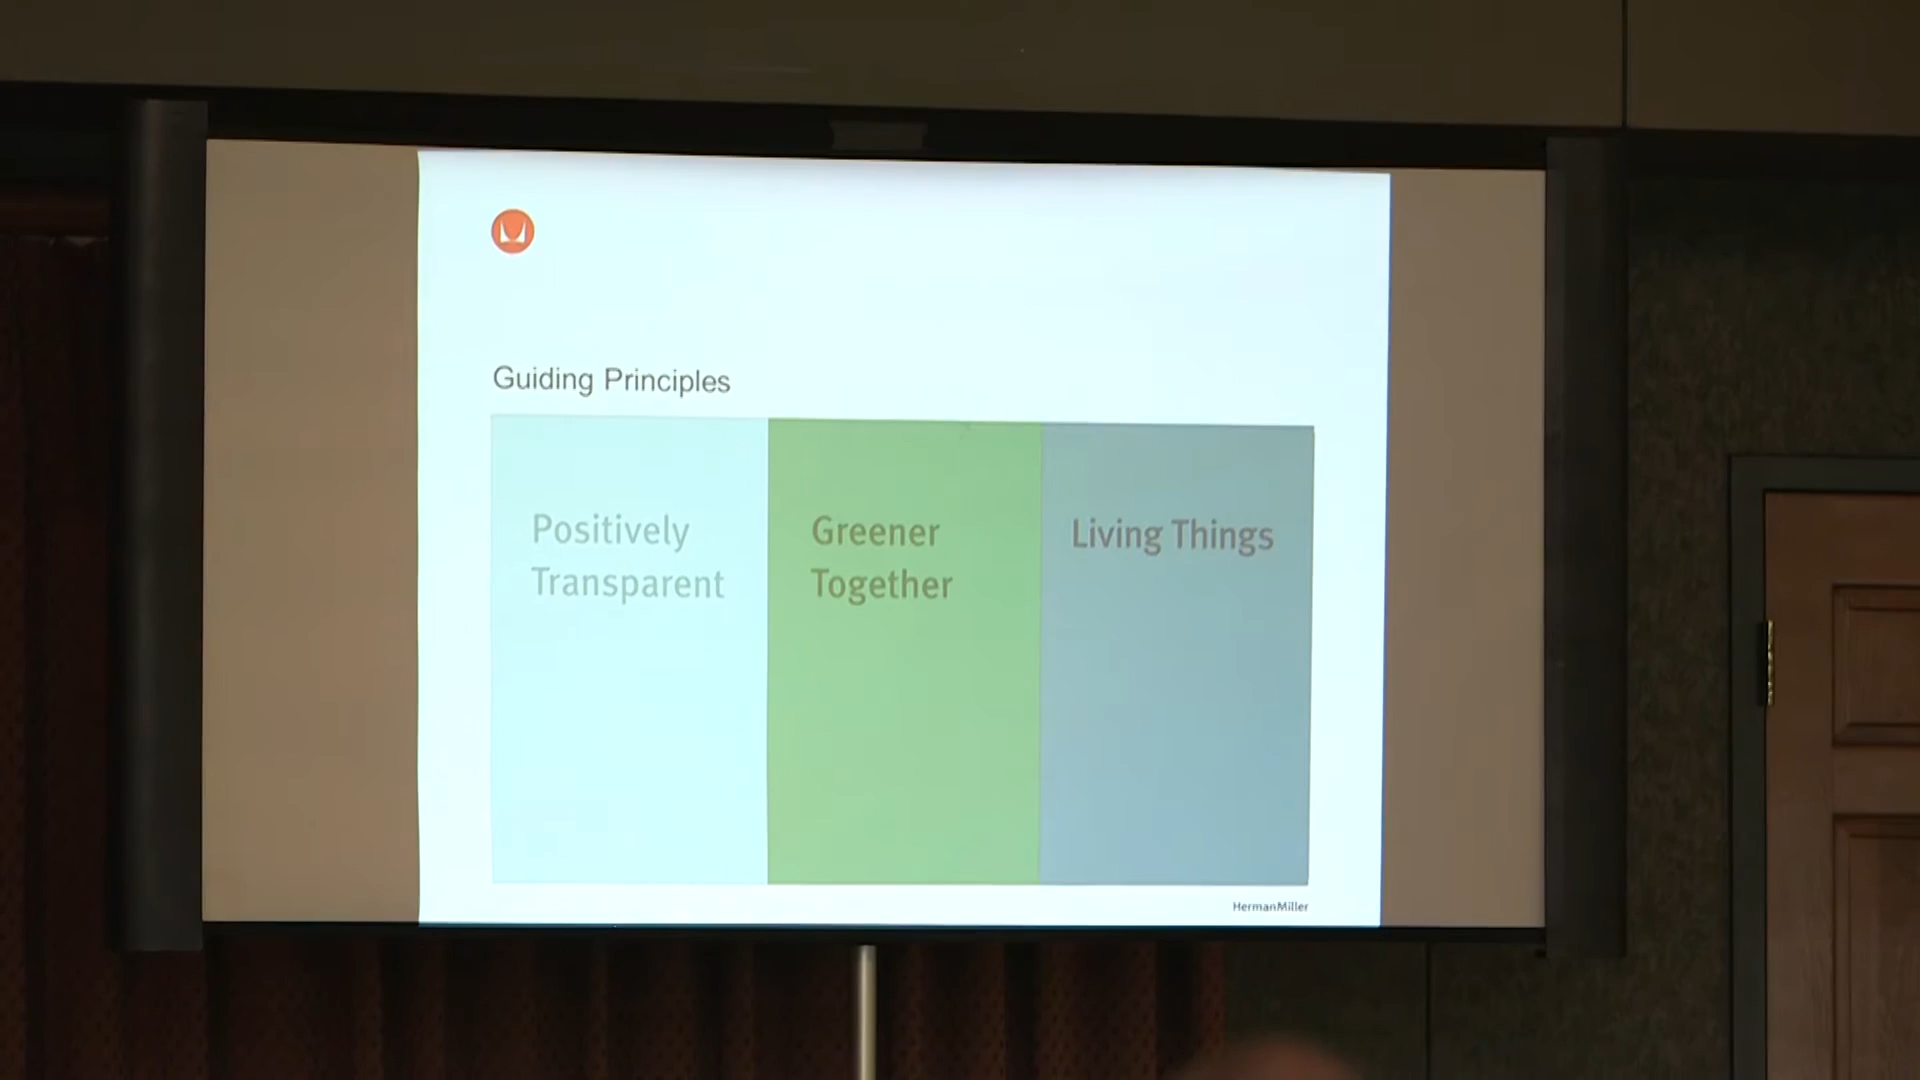 Guiding Principles
Positively
Transparent
Greener
Together
Living Things
HermanMiller